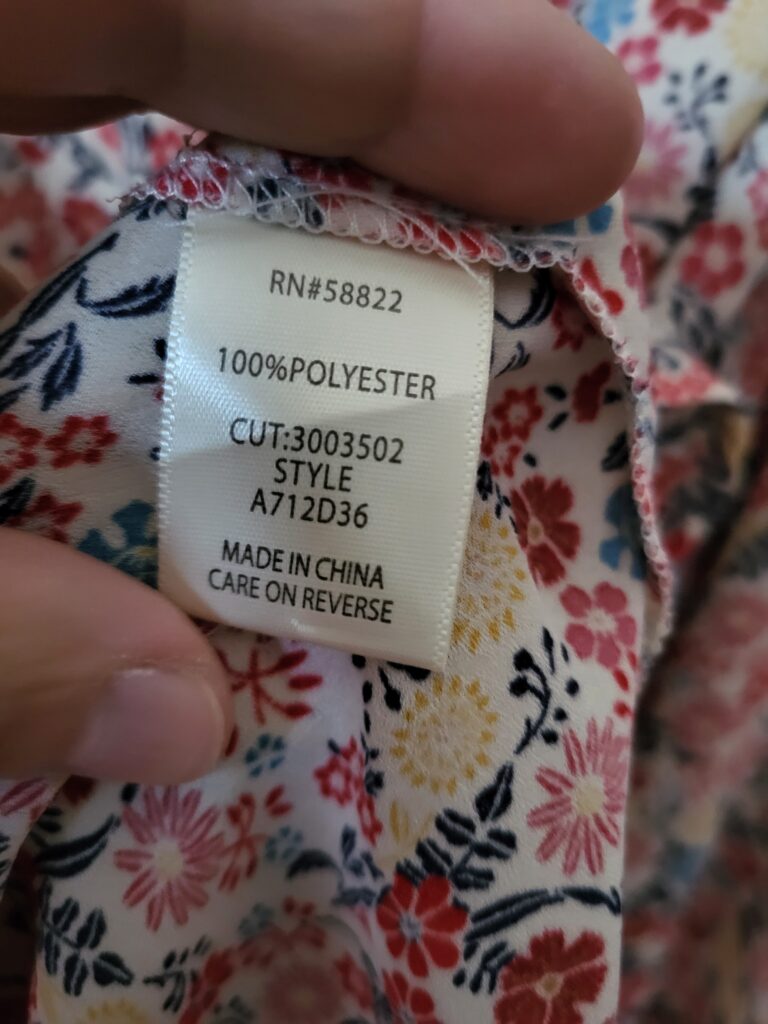 RN#58822
100%POLYESTER
CUT:3003502
STYLE
A712D36
MADE IN CHINA
CARE ON REVERSE